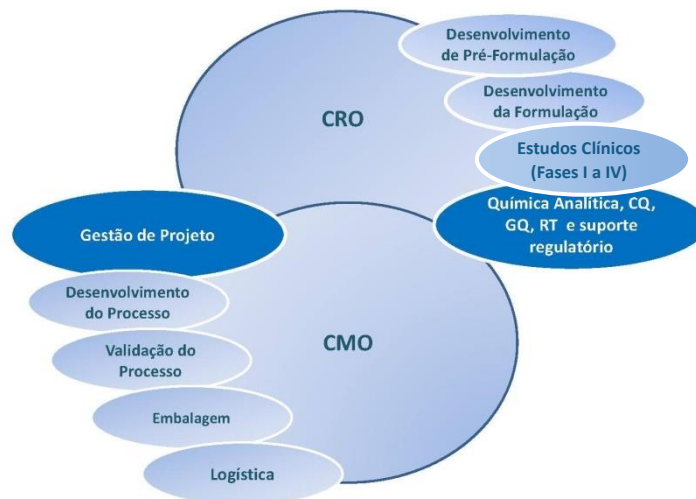 Desenvolvimento
de Pré-Formulação
Desenvolvimento
da Formulação
CRO
Estudos Clínicos
(Fases I a IV)
Química Analítica, CQ,
GQ, RT e suporte
regulatório
Gestão de Projeto
Desenvolvimento
do Processo
CMO
Validação do
Processo
Embalagem
Logística